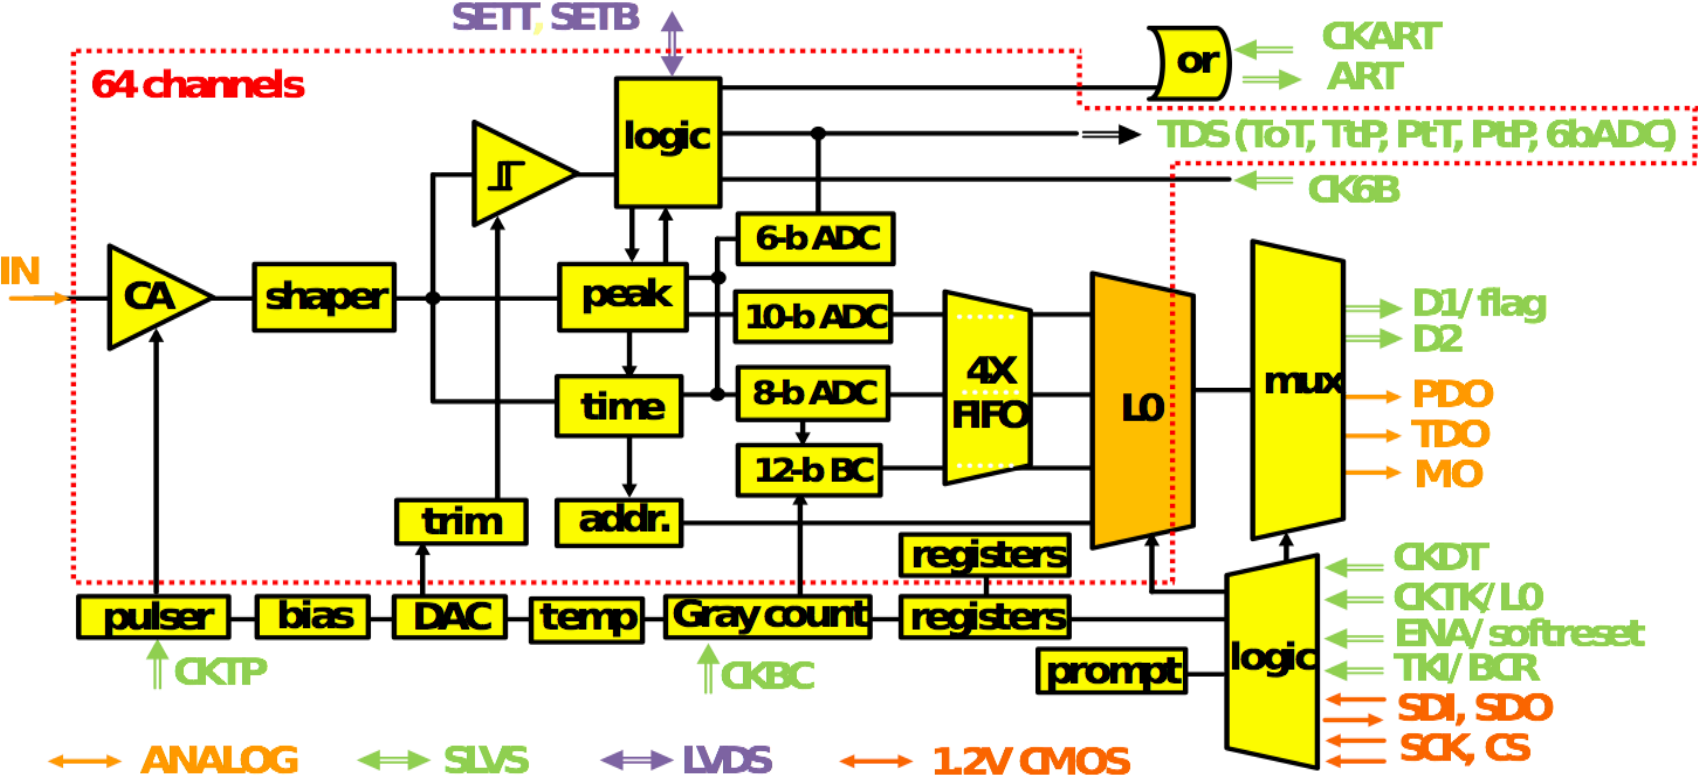 SETT, SETB
64 channels
or
CKART
ART
logic
TDS (ToT, TtP, PtT, PtP, 6bADC)
CK6B
6-b ADC
IN
CA
shaper
peak
10-b ADC
4X
FIFO
time
8-b ADC
12-b BC
L0
mux
D1/flag
D2
PDO
TDO
MO
trim
addr.
registers
pulser
bias
DAC
temp
Gray count
registers
prompt
logic
CKDT
CKTK/L0
ENA/softreset
TKI/BCR
SDI, SDO
SCK, CS
CKTP
CKBC
ANALOG
SLVS
LVDS
1.2V CMOS